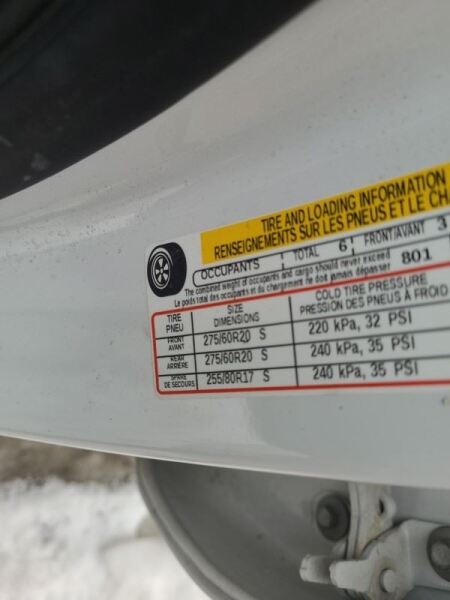 TIRE AND LOADING INFORMATION
RENSEIGNEMENTS SUR LES PNEUS ET LE CH
OCCUPANTS TOTAL 6 FRONT/AVANT 3
The combined weight of occupants and cargo should never exceed 801
Le poids total des occupants et du chargement ne doit jamais dépasser
TIRE PNEU SIZE DIMENSIONS COLD TIRE PRESSURE PRESSION DES PNEUS À FROID
FRONT AVANT 275/60R20 S 220 kPa, 32 PSI
REAR ARRIÈRE 275/60R20 S 240 kPa, 35 PSI
SPARE DE SECOURS 255/80R17 S 240 kPa, 35 PSI